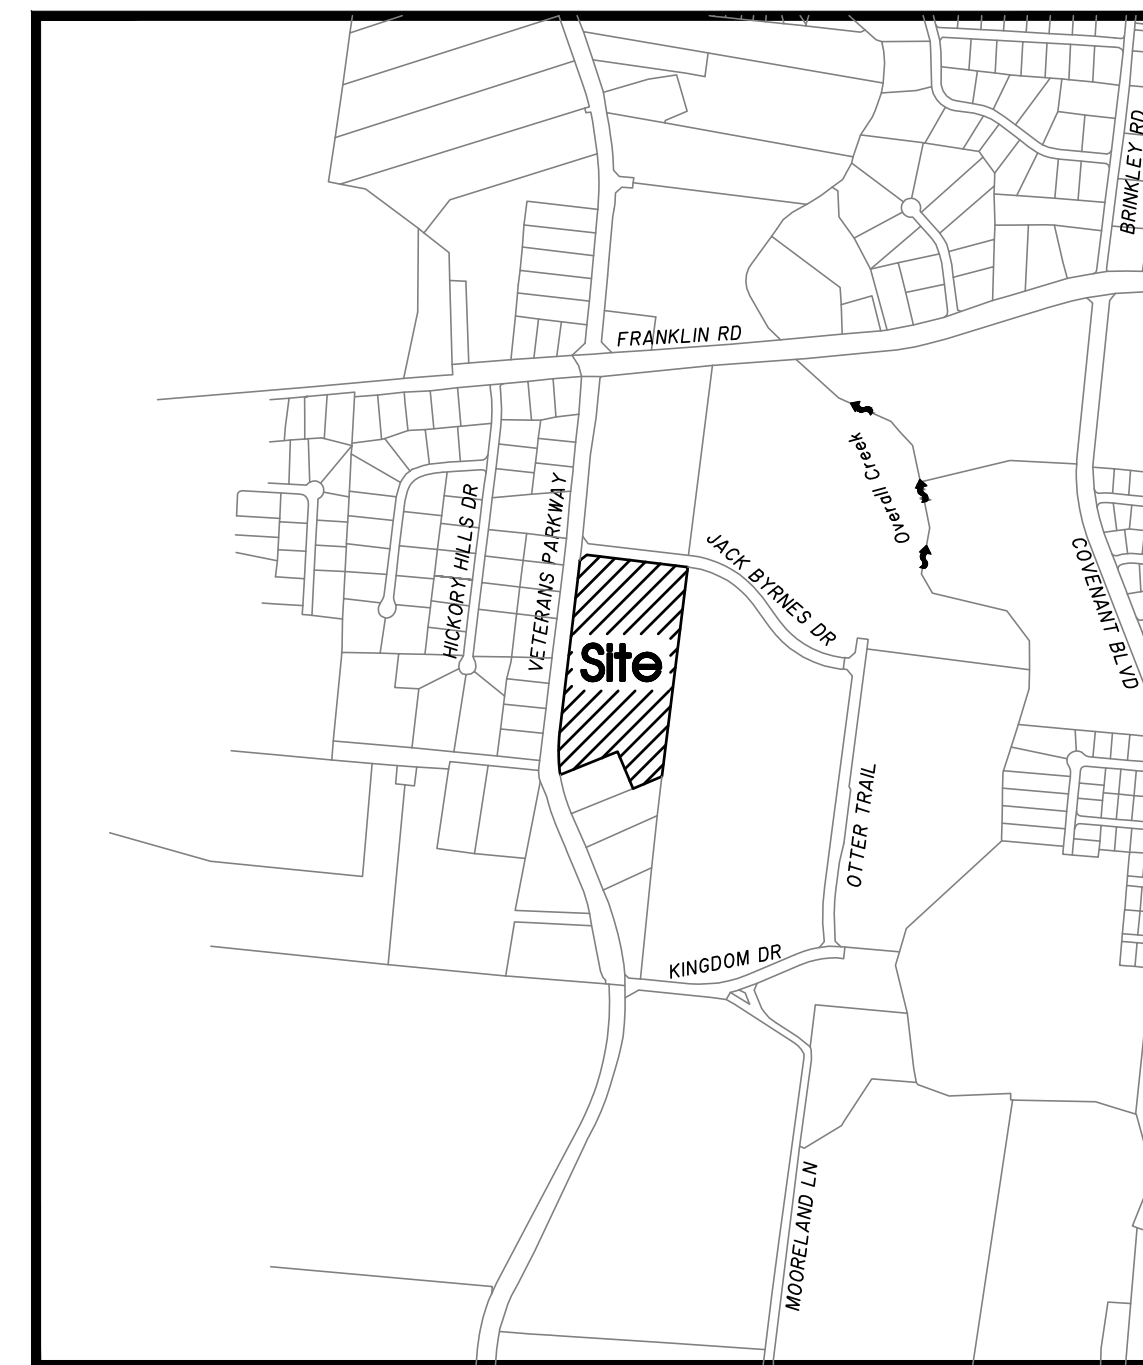 BRINKLEY RD
FRANKLIN RD
Overall Creek
HICKORY HILLS DR
VETERANS PARKWAY
JACK BYRNES DR
COVENANT BLVD
Site
OTTER TRAIL
KINGDOM DR
MOORELAND LN